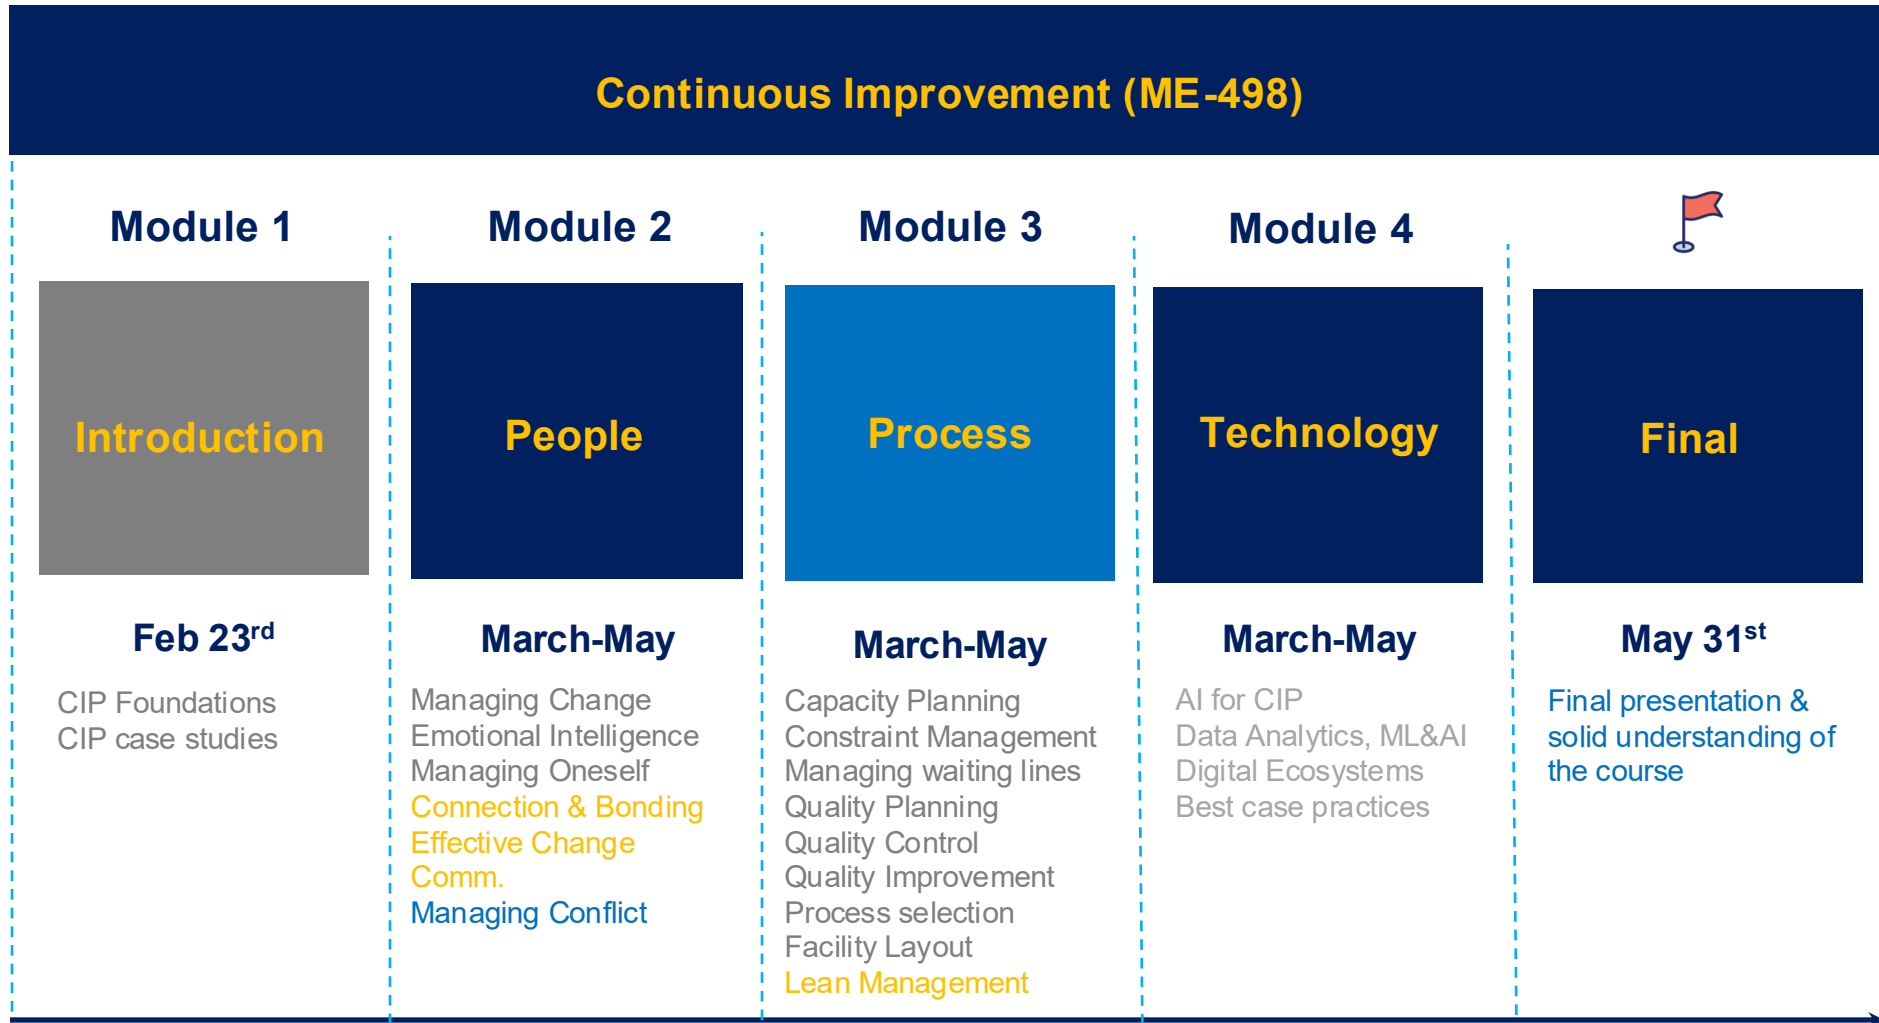 Continuous Improvement (ME-498)
Module 1
Introduction
Feb 23rd
CIP Foundations
CIP case studies
Module 2
People
March-May
Managing Change
Emotional Intelligence
Managing Oneself
Connection & Bonding
Effective Change
Comm.
Managing Conflict
Module 3
Process
March-May
Capacity Planning
Constraint Management
Managing waiting lines
Quality Planning
Quality Control
Quality Improvement
Process selection
Facility Layout
Lean Management
Module 4
Technology
March-May
AI for CIP
Data Analytics, ML&AI
Digital Ecosystems
Best case practices
Final
May 31st
Final presentation &
solid understanding of
the course